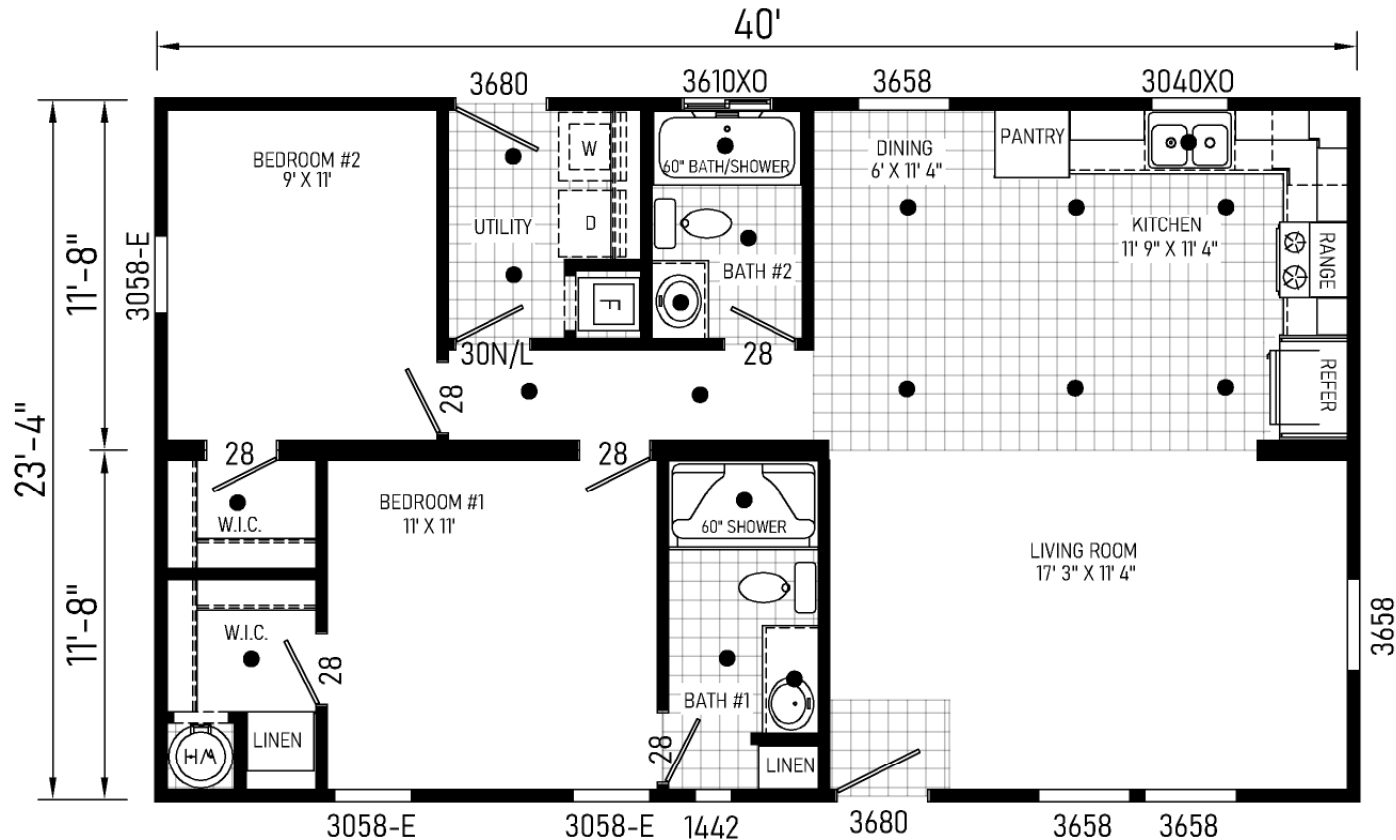 40'
3680
3610XO
3658
3040XO
BEDROOM #2
9' X 11'
W
D
UTILITY
F
60" BATH/SHOWER
BATH #2
DINING
6' X 11' 4"
PANTRY
KITCHEN
11' 9" X 11' 4"
RANGE
REFER
3058-E
11'-8"
23'-4"
11'-8"
30N/L
28
28
28
28
W.I.C.
BEDROOM #1
11' X 11'
60" SHOWER
LIVING ROOM
17' 3" X 11' 4"
W.I.C.
28
BATH #1
28
LINEN
W/H
LINEN
3658
3058-E
3058-E
1442
3680
3658
3658